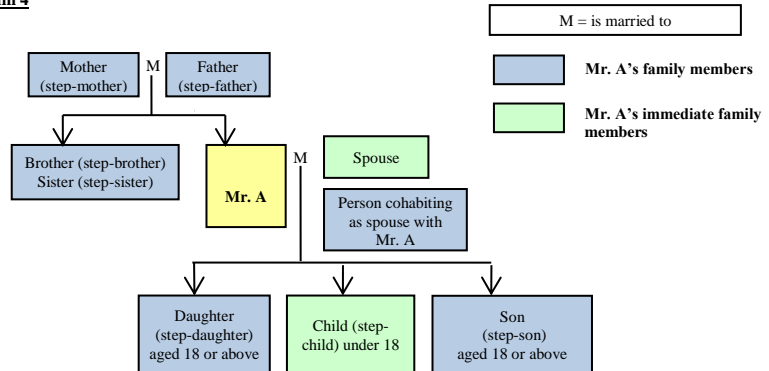 M = is married to
Mother
(step-mother)
M
Father
(step-father)
Mr. A's family members
Mr. A's immediate family
members
Brother (step-brother)
Sister (step-sister)
Mr. A
M
Spouse
Person cohabiting
as spouse with
Mr. A
Daughter
(step-daughter)
aged 18 or above
Child (step-
child) under 18
Son
(step-son)
aged 18 or above